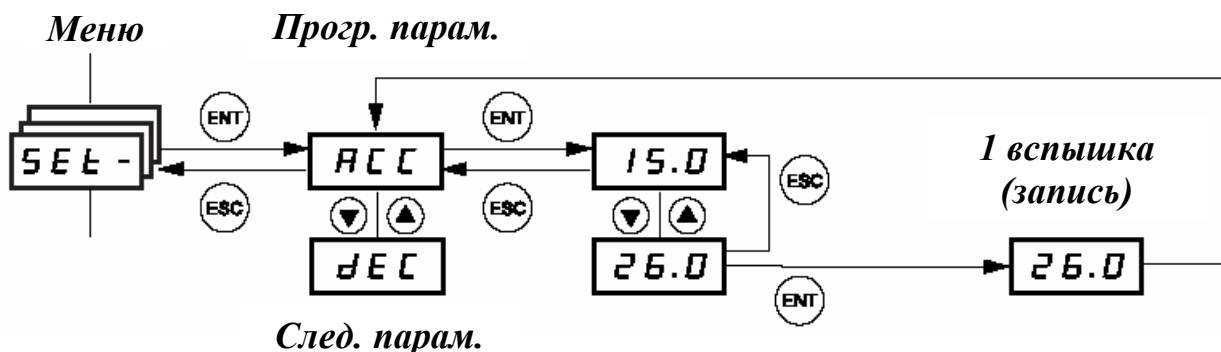 Меню Прогр. парам.
ENT ENT
SEt - ACC 15.0 1 вспышка
(запись)
ESC ESC ESC
dEC 26.0 26.0
ENT
След. парам.